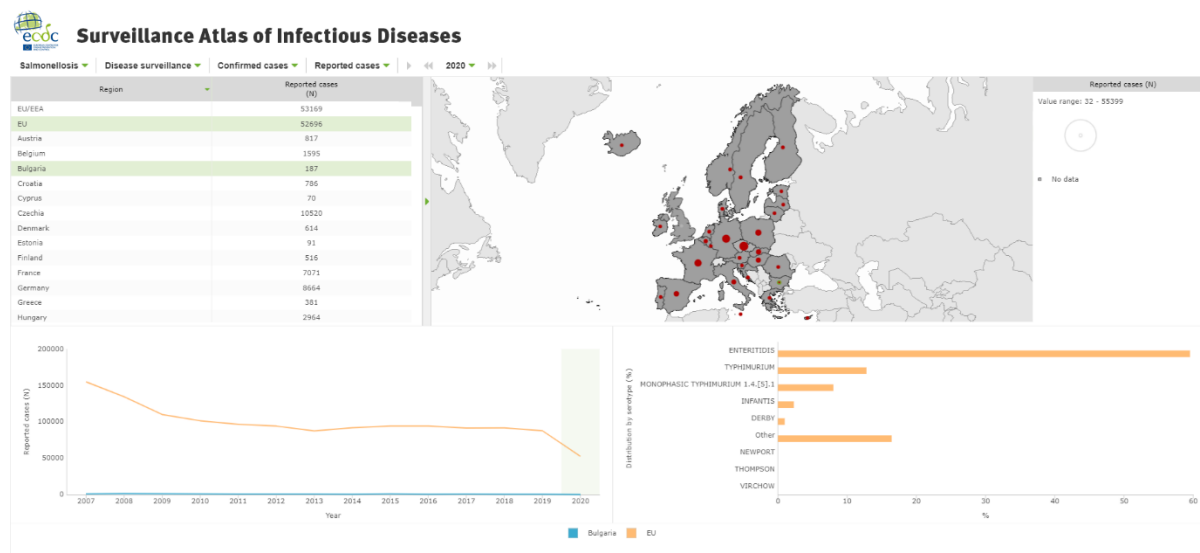 ecdc
Surveillance Atlas of Infectious Diseases
Salmonellosis Disease surveillance Confirmed cases Reported cases 2020
Region Reported cases (N)
EU/EEA 53169
EU 52696
Austria 817
Belgium 1595
Bulgaria 187
Croatia 786
Cyprus 70
Czechia 10520
Denmark 614
Estonia 91
Finland 516
France 7071
Germany 8664
Greece 381
Hungary 2964
Reported cases (N)
Value range: 32 - 55399
No data
Reported cases (N)
200000
150000
100000
50000
0
2007 2008 2009 2010 2011 2012 2013 2014 2015 2016 2017 2018 2019 2020
Year
Distribution by serotype (%)
ENTERITIDIS
TYPHIMURIUM
MONOPHASIC TYPHIMURIUM 1.4.[5].1
INFANTIS
DERBY
Other
NEWPORT
THOMPSON
VIRCHOW
0 10 20 30 40 50 60
%
Bulgaria EU